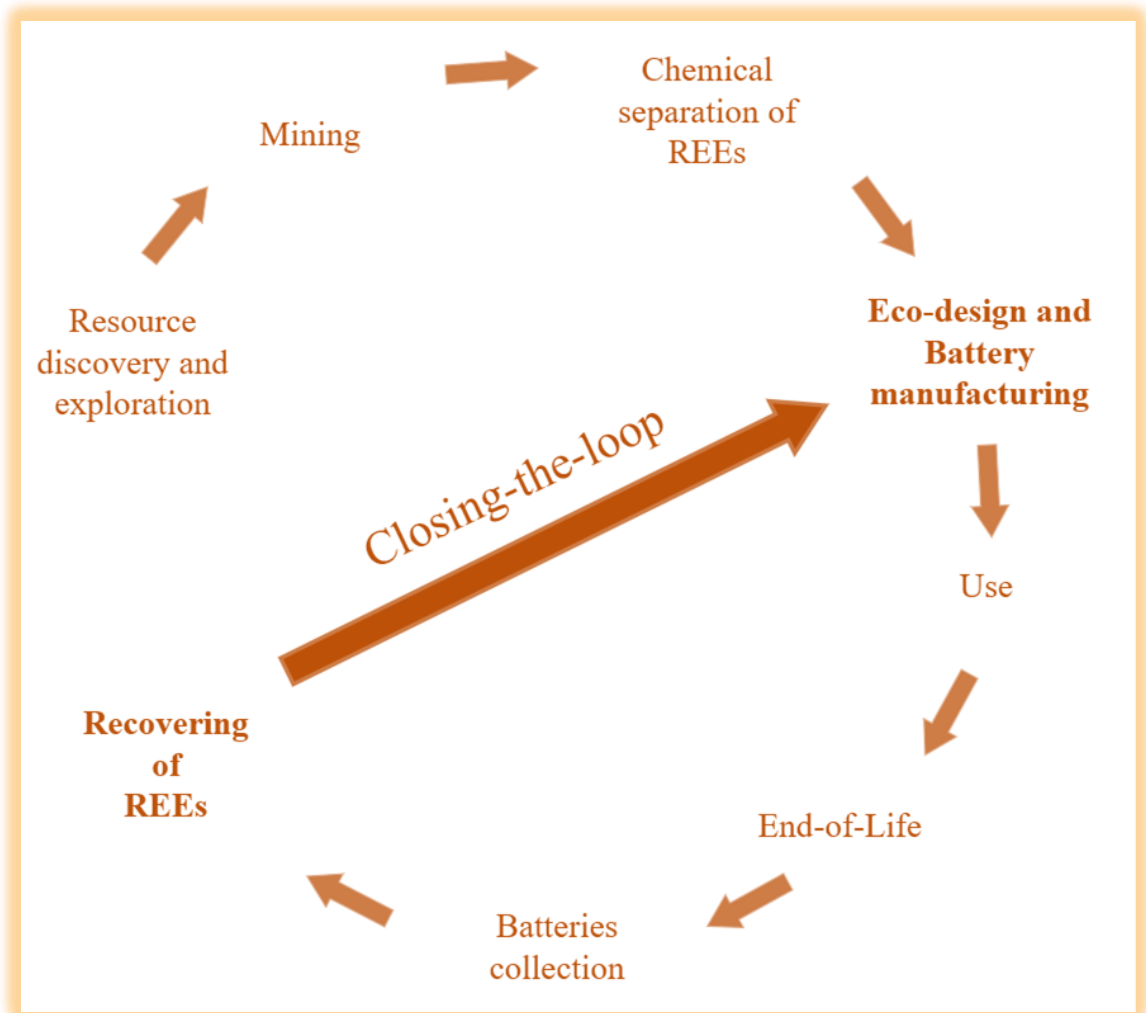 Mining
Chemical
separation of
REEs
Resource
discovery and
exploration
Eco-design and
Battery
manufacturing
Closing-the-loop
Use
Recovering
of
REEs
End-of-Life
Batteries
collection